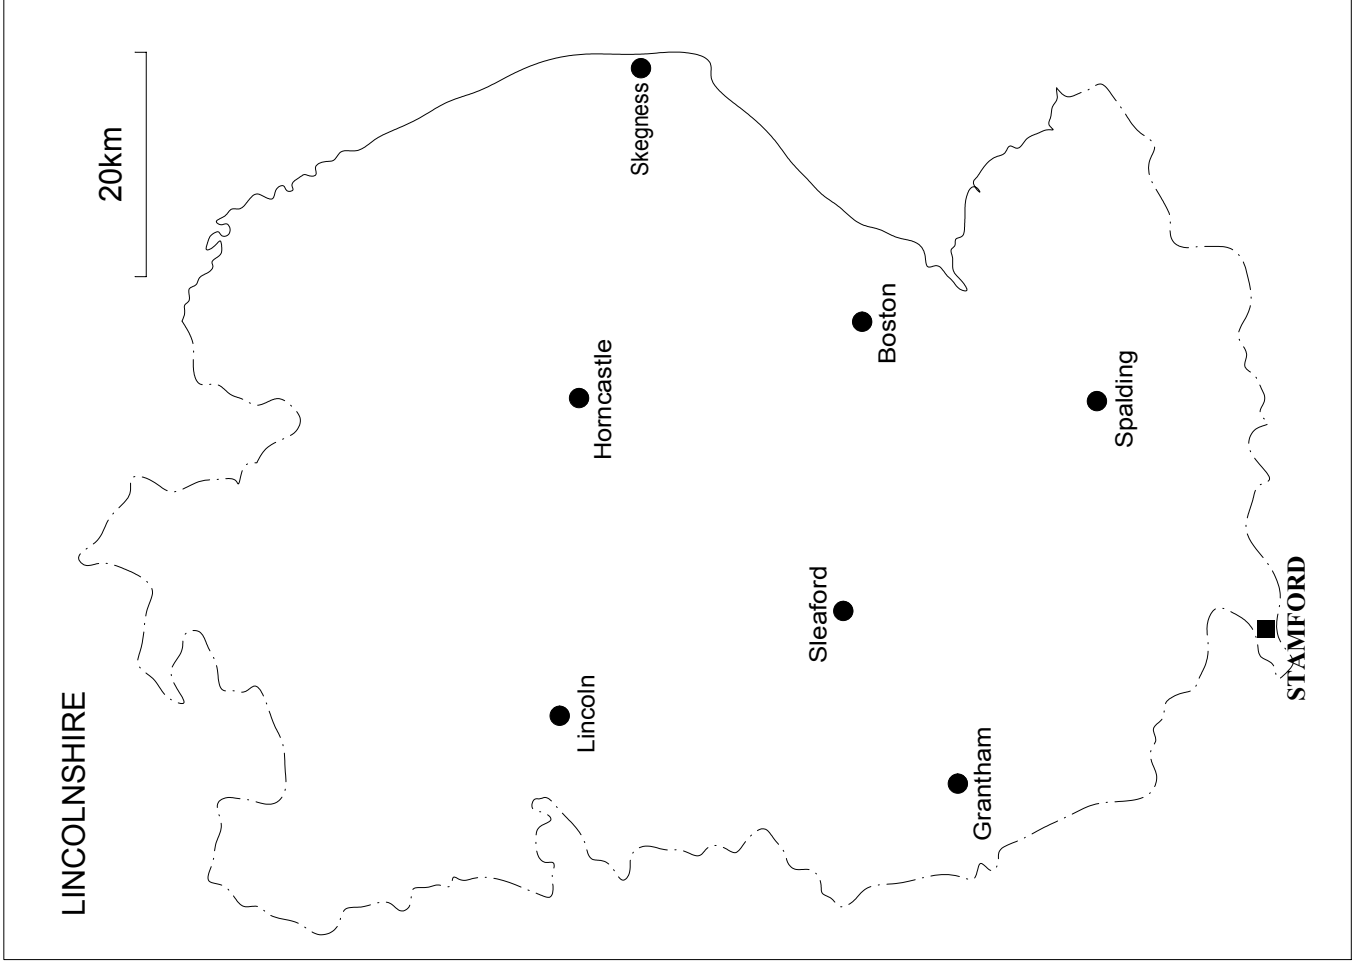 LINCOLNSHIRE
20km
Skegness
Horncastle
Lincoln
Boston
Sleaford
Grantham
Spalding
STAMFORD